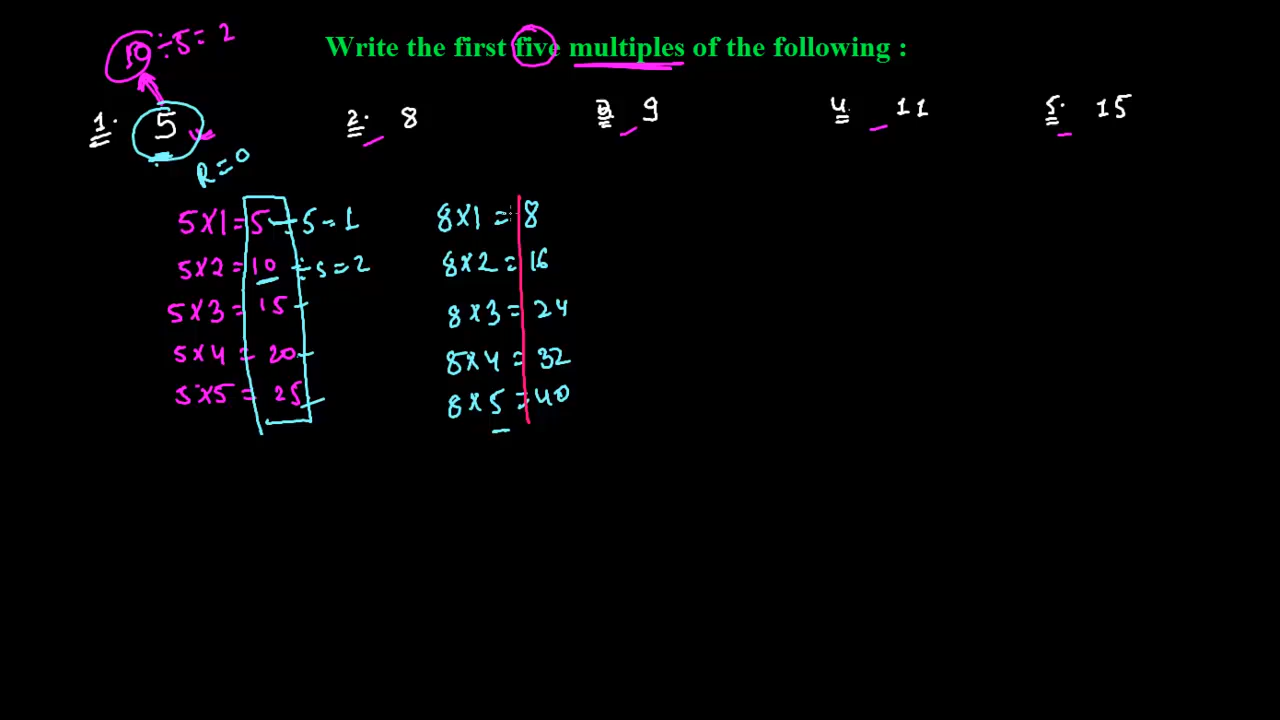 10 ÷ 5 = 2
Write the first five multiples of the following :
1. 5
2. 8
3. 9
4. 11
5. 15
R = 0
5 × 1 = 5 ÷ 5 = 1
5 × 2 = 10 ÷ 5 = 2
5 × 3 = 15
5 × 4 = 20
5 × 5 = 25
8 × 1 = 8
8 × 2 = 16
8 × 3 = 24
8 × 4 = 32
8 × 5 = 40